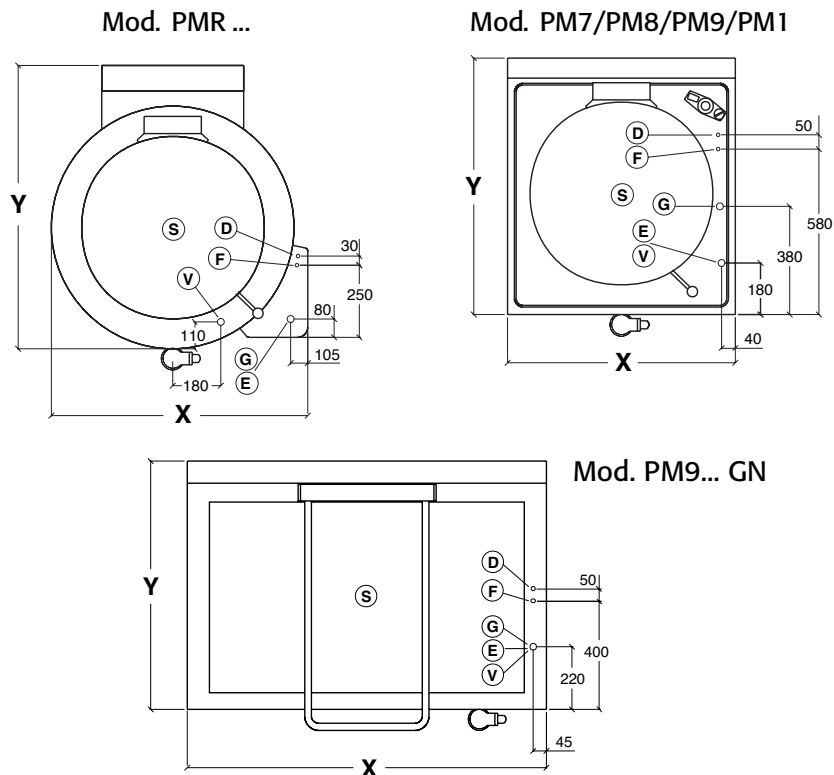 Mod. PMR ...
Y
S
D
F
V
30
250
80
110
105
180
G
E
X
Mod. PM7/PM8/PM9/PM1
Y
D
F
S
G
E
V
50
580
380
180
40
X
Mod. PM9... GN
Y
S
D
F
G
E
V
50
400
220
45
X